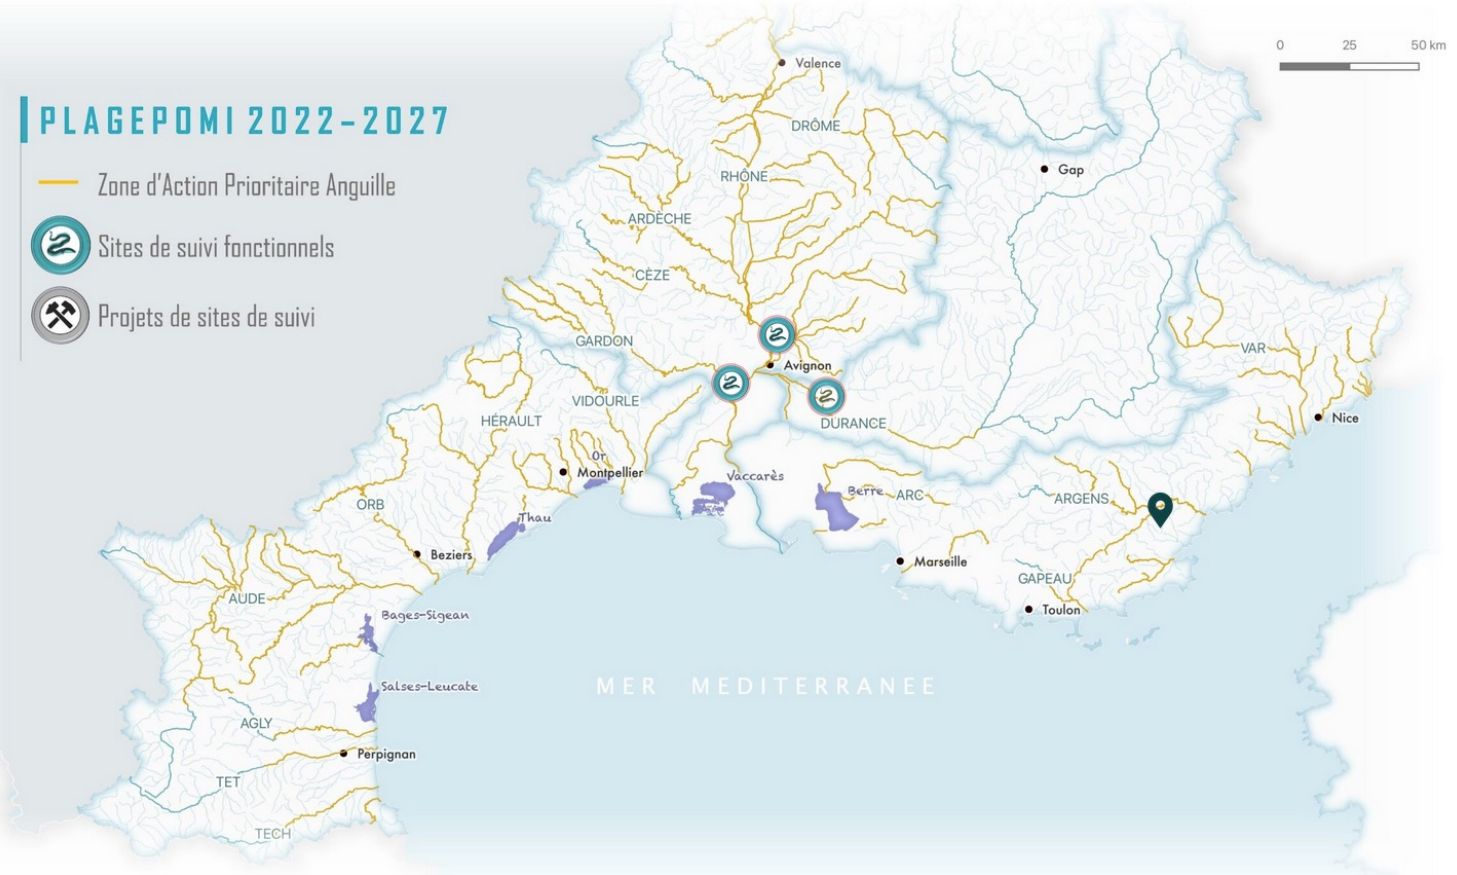 0 25 50 km
PLAGEPOMI 2022-2027
Zone d'Action Prioritaire Anguille
Sites de suivi fonctionnels
Projets de sites de suivi
Valence
DRÔME
Gap
RHÔNE
ARDÈCHE
CÈZE
GARDON
VAR
Avignon
VIDOURLE
HÉRAULT
DURANCE
Nice
Or
Montpellier
Vaccarès
Berre
ARC
ARGENS
ORB
Thau
Beziers
Marseille
GAPEAU
AUDE
Toulon
Bages-Sigean
Salses-Leucate
MER MEDITERRANEE
AGLY
Perpignan
TET
TECH